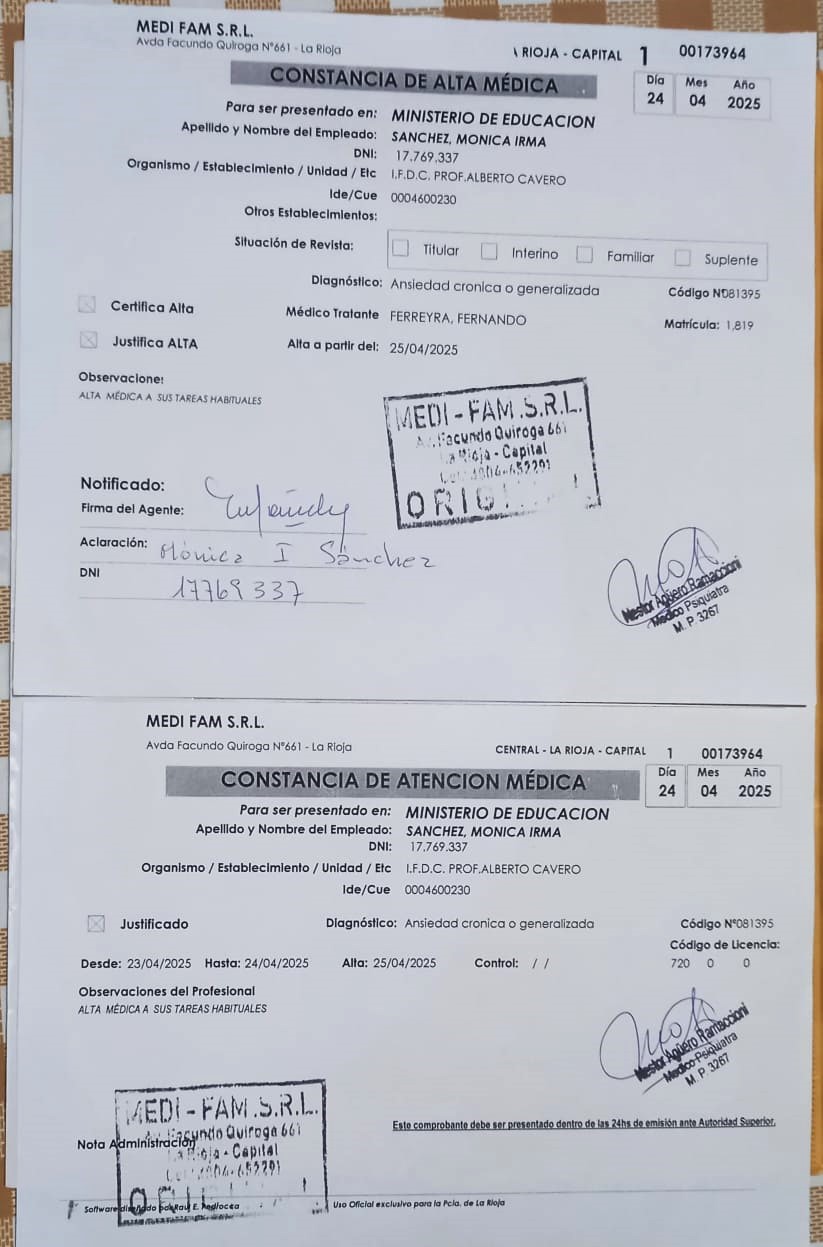 MEDI FAM S.R.L.
Avda Facundo Quiroga N°661 - La Rioja
RIOJA - CAPITAL 1 00173964
CONSTANCIA DE ALTA MÉDICA
Día Mes Año
24 04 2025
Para ser presentado en: MINISTERIO DE EDUCACION
Apellido y Nombre del Empleado: SANCHEZ, MONICA IRMA
DNI: 17.769.337
Organismo / Establecimiento / Unidad / Etc I.F.D.C. PROF.ALBERTO CAVERO
Ide/Cue 0004600230
Otros Establecimientos:
Situación de Revista: Titular Interino Familiar Suplente
Diagnóstico: Ansiedad cronica o generalizada Código N°081395
Certifica Alta Médico Tratante FERREYRA, FERNANDO Matrícula: 1,819
Justifica ALTA Alta a partir del: 25/04/2025
Observacione:
ALTA MÉDICA A SUS TAREAS HABITUALES
MEDI - FAM .S.R.L.
Av. Facundo Quiroga 661
La Rioja - Capital
Notificado:
Firma del Agente:
Aclaración: Mónica I Sánchez
DNI 17769337
Nestor Agüero Ramaccioni
Medico Psiquiatra
M. P. 3267
MEDI FAM S.R.L.
Avda Facundo Quiroga N°661 - La Rioja
CENTRAL - LA RIOJA - CAPITAL 1 00173964
CONSTANCIA DE ATENCION MÉDICA
Día Mes Año
24 04 2025
Para ser presentado en: MINISTERIO DE EDUCACION
Apellido y Nombre del Empleado: SANCHEZ, MONICA IRMA
DNI: 17.769.337
Organismo / Establecimiento / Unidad / Etc I.F.D.C. PROF.ALBERTO CAVERO
Ide/Cue 0004600230
Justificado Diagnóstico: Ansiedad cronica o generalizada Código N°081395
Código de Licencia:
Desde: 23/04/2025 Hasta: 24/04/2025 Alta: 25/04/2025 Control: / / 720 0 0
Observaciones del Profesional
ALTA MÉDICA A SUS TAREAS HABITUALES
Nestor Agüero Ramaccioni
Medico Psiquiatra
M. P. 3267
MEDI - FAM .S.R.L.
Av. Facundo Quiroga 661
La Rioja - Capital
Este comprobante debe ser presentado dentro de las 24hs de emisión ante Autoridad Superior.
Nota Administración
Software diseñado por Raul E.
Uso Oficial exclusivo para la Pcia. de La Rioja